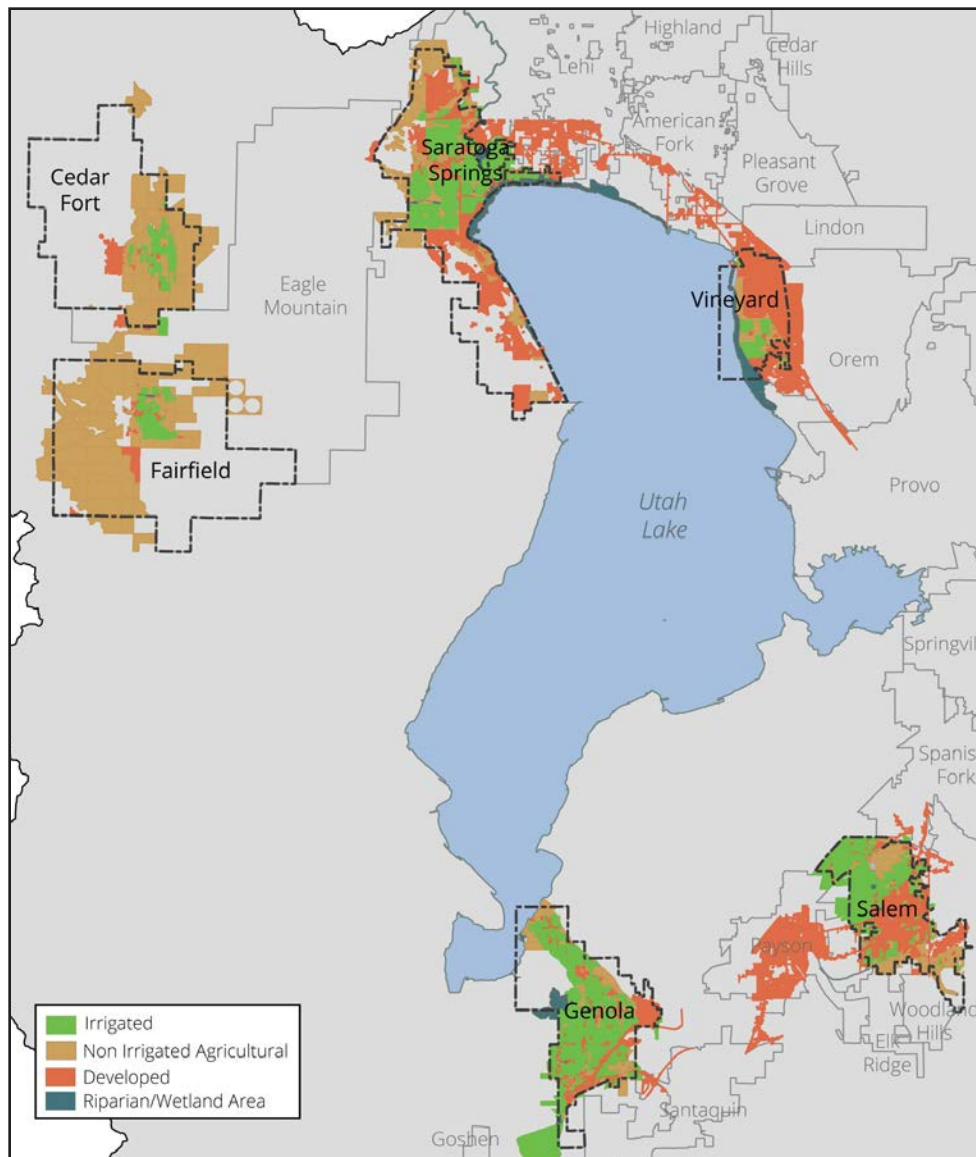 Highland
Cedar
Hills
Lehi
American
Fork
Pleasant
Grove
Lindon
Saratoga
Springs
Cedar
Fort
Eagle
Mountain
Vineyard
Orem
Fairfield
Provo
Utah
Lake
Springvil
Spanis
Fork
Salem
Payson
Genola
Woodland
Hills
Elk
Ridge
Santaquin
Goshen
Irrigated
Non Irrigated Agricultural
Developed
Riparian/Wetland Area